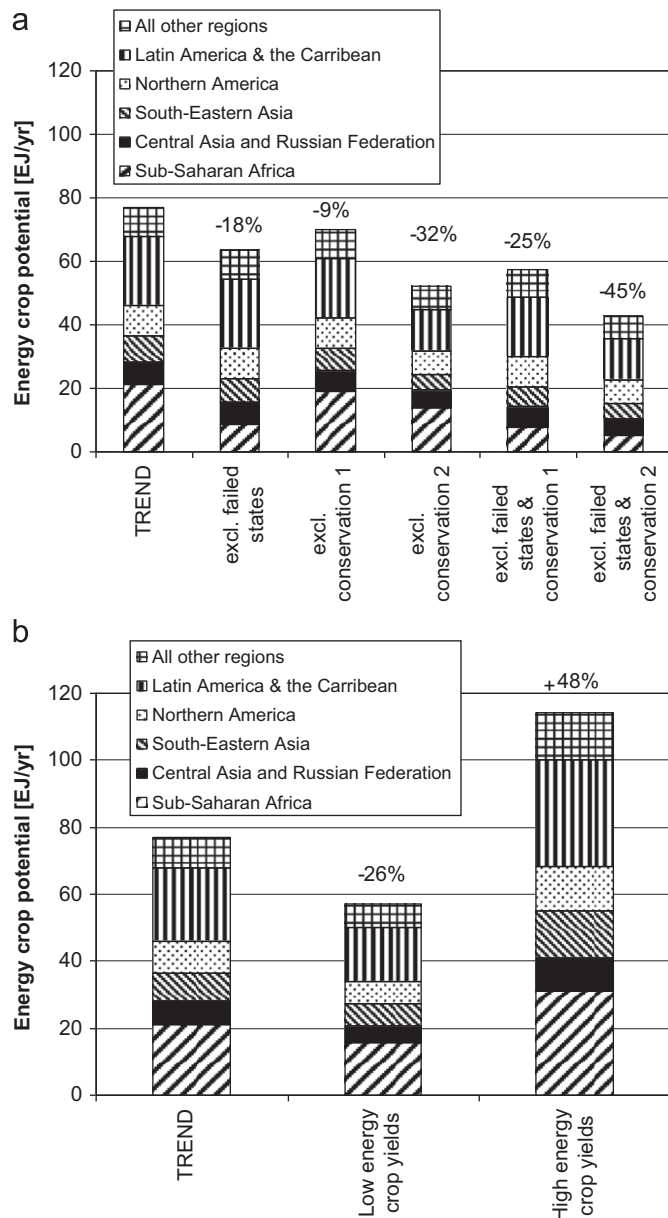 a
All other regions
Latin America & the Carribean
Northern America
South-Eastern Asia
Central Asia and Russian Federation
Sub-Saharan Africa
Energy crop potential [EJ/yr]
120
100
80
60
40
20
0
-18%
-9%
-32%
-25%
-45%
TREND
excl. failed
states
excl.
conservation 1
excl.
conservation 2
excl. failed
states &
conservation 1
excl. failed
states &
conservation 2
b
All other regions
Latin America & the Carribean
Northern America
South-Eastern Asia
Central Asia and Russian Federation
Sub-Saharan Africa
Energy crop potential [EJ/yr]
120
100
80
60
40
20
0
-26%
+48%
TREND
Low energy
crop yields
High energy
crop yields